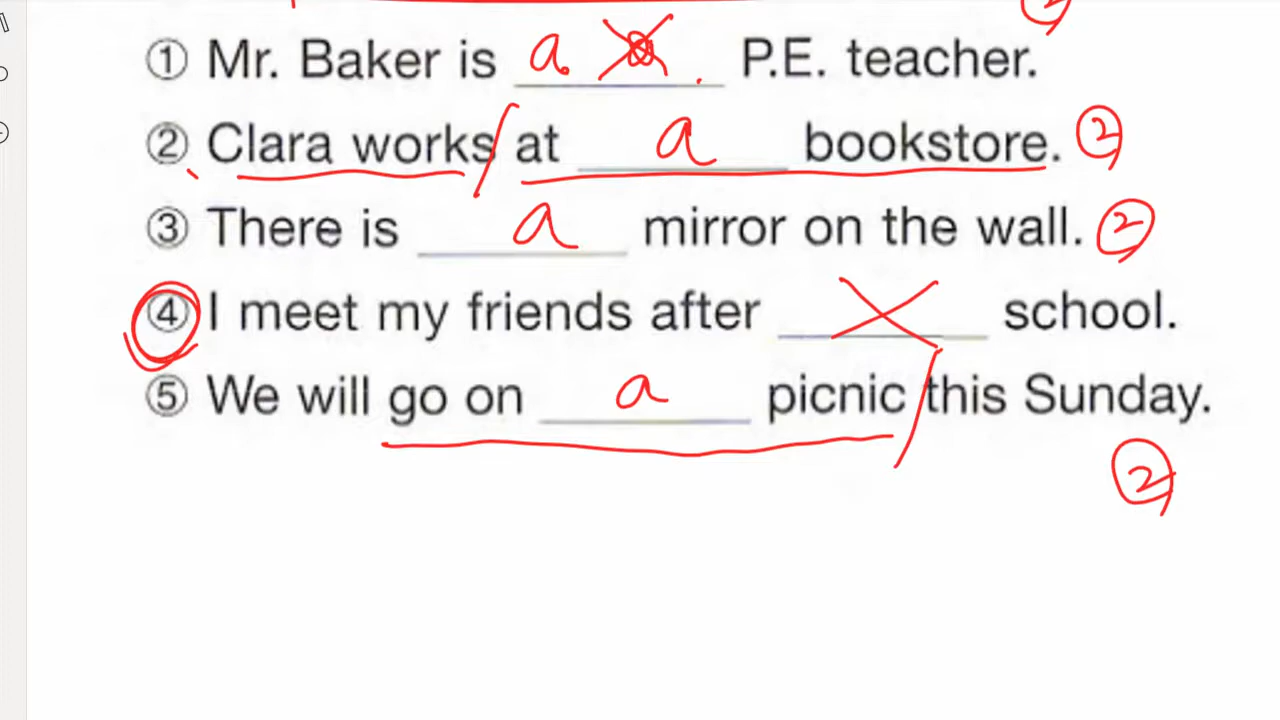 ② 
① Mr. Baker is a P.E. teacher.
② Clara works / at a bookstore. ②
③ There is a mirror on the wall. ②
④ I meet my friends after X school.
⑤ We will go on a picnic / this Sunday.
②